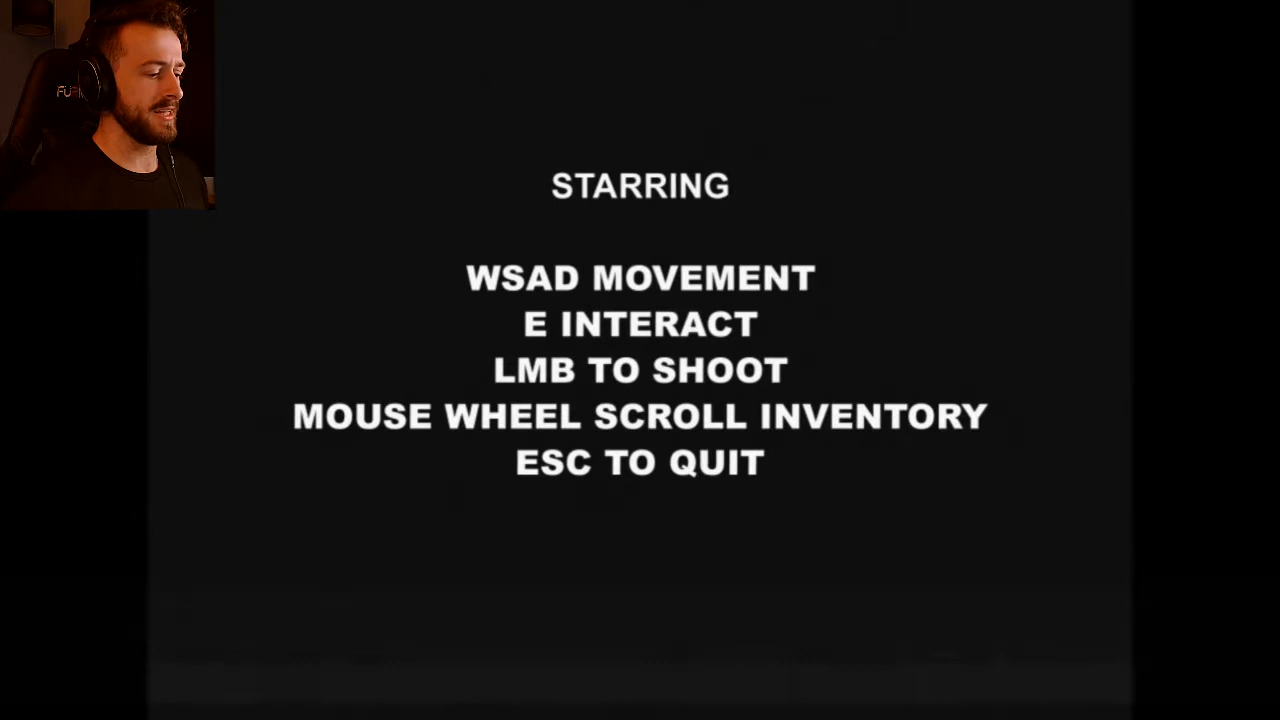 STARRING
WSAD MOVEMENT
E INTERACT
LMB TO SHOOT
MOUSE WHEEL SCROLL INVENTORY
ESC TO QUIT